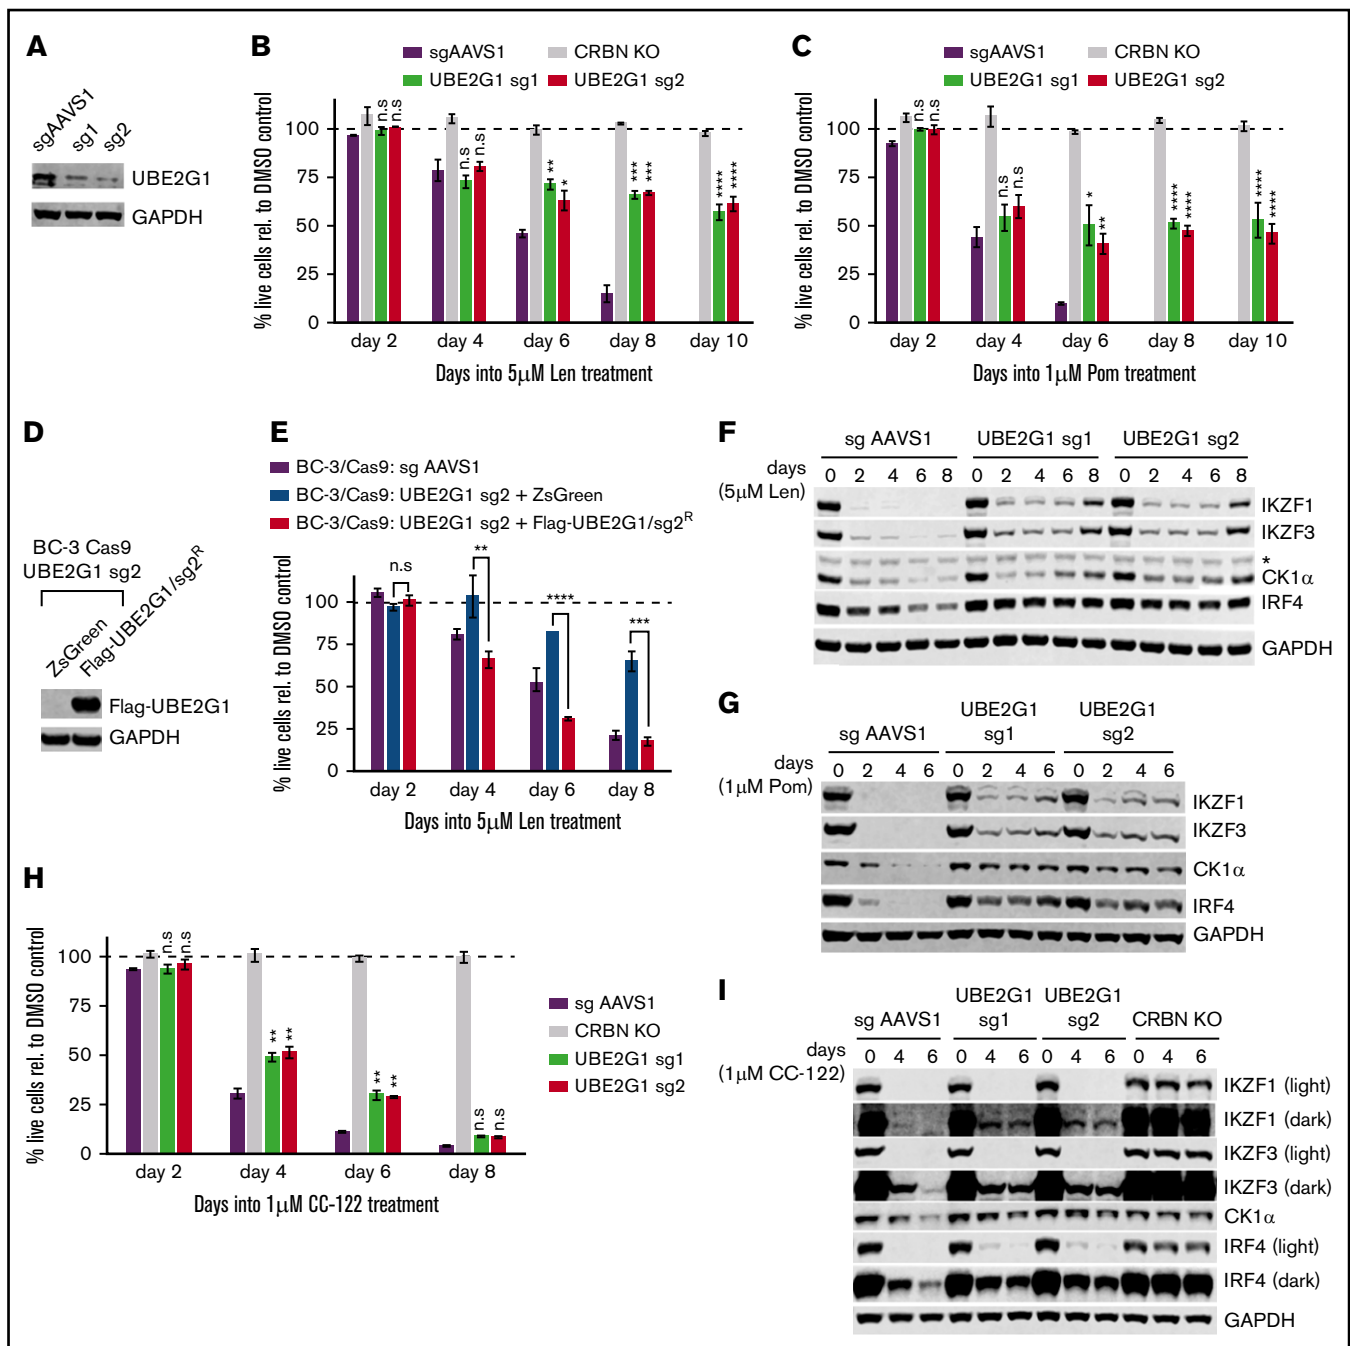 A
sgAAVS1
sg1
sg2
UBE2G1
GAPDH
B
sgAAVS1
CRBN KO
UBE2G1 sg1
UBE2G1 sg2
% live cells rel. to DMSO control
100
75
50
25
0
n.s
n.s
n.s
n.s
**
*
***
***
****
****
day 2
day 4
day 6
day 8
day 10
Days into 5μM Len treatment
C
sgAAVS1
CRBN KO
UBE2G1 sg1
UBE2G1 sg2
% live cells rel. to DMSO control
100
75
50
25
0
n.s
n.s
n.s
n.s
*
**
****
****
****
****
day 2
day 4
day 6
day 8
day 10
Days into 1μM Pom treatment
D
BC-3 Cas9
UBE2G1 sg2
ZsGreen
Flag-UBE2G1/sg2R
Flag-UBE2G1
GAPDH
E
BC-3/Cas9: sg AAVS1
BC-3/Cas9: UBE2G1 sg2 + ZsGreen
BC-3/Cas9: UBE2G1 sg2 + Flag-UBE2G1/sg2R
% live cells rel. to DMSO control
100
75
50
25
0
n.s
**
****
***
day 2
day 4
day 6
day 8
Days into 5μM Len treatment
F
sg AAVS1
UBE2G1 sg1
UBE2G1 sg2
days
(5μM Len)
0 2 4 6 8 0 2 4 6 8 0 2 4 6 8
IKZF1
IKZF3
*
CK1α
IRF4
GAPDH
G
sg AAVS1
UBE2G1
sg1
UBE2G1
sg2
days
(1μM Pom)
0 2 4 6 0 2 4 6 0 2 4 6
IKZF1
IKZF3
CK1α
IRF4
GAPDH
H
% live cells rel. to DMSO control
100
75
50
25
0
n.s
n.s
**
**
**
**
n.s
n.s
day 2
day 4
day 6
day 8
Days into 1μM CC-122 treatment
sg AAVS1
CRBN KO
UBE2G1 sg1
UBE2G1 sg2
I
sg AAVS1
UBE2G1
sg1
UBE2G1
sg2
CRBN KO
days
(1μM CC-122)
0 4 6 0 4 6 0 4 6 0 4 6
IKZF1 (light)
IKZF1 (dark)
IKZF3 (light)
IKZF3 (dark)
CK1α
IRF4 (light)
IRF4 (dark)
GAPDH